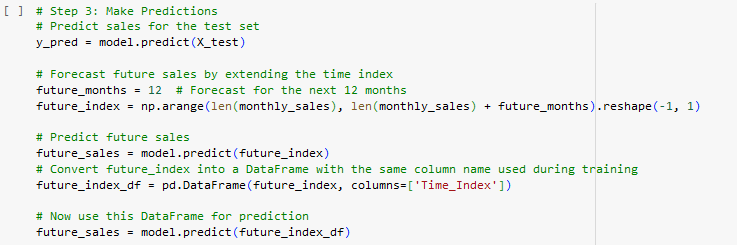 [ ] # Step 3: Make Predictions
# Predict sales for the test set
y_pred = model.predict(X_test)
# Forecast future sales by extending the time index
future_months = 12  # Forecast for the next 12 months
future_index = np.arange(len(monthly_sales), len(monthly_sales) + future_months).reshape(-1, 1)
# Predict future sales
future_sales = model.predict(future_index)
# Convert future_index into a DataFrame with the same column name used during training
future_index_df = pd.DataFrame(future_index, columns=['Time_Index'])
# Now use this DataFrame for prediction
future_sales = model.predict(future_index_df)